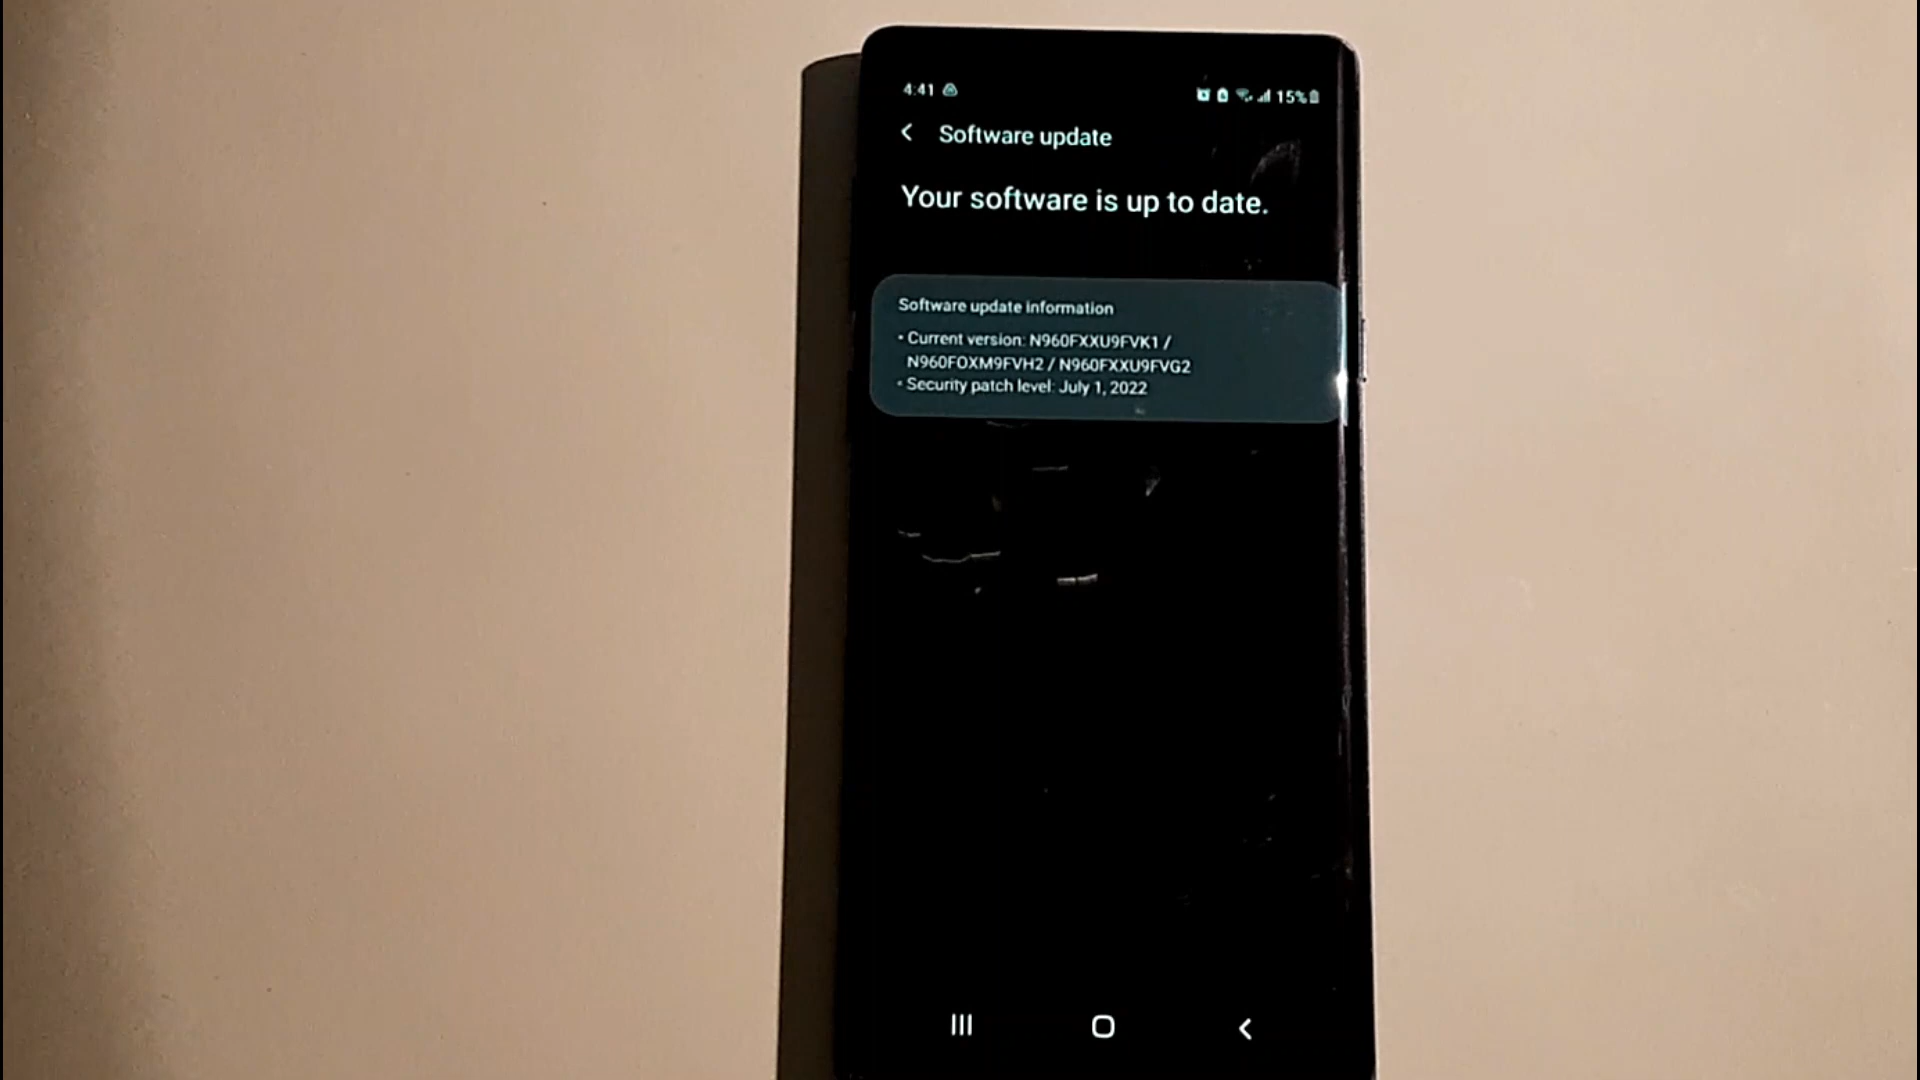 4:41 15%
Software update
Your software is up to date.
Software update information
• Current version: N960FXXU9FVK1 /
N960FOXM9FVH2 / N960FXXU9FVG2
• Security patch level: July 1, 2022